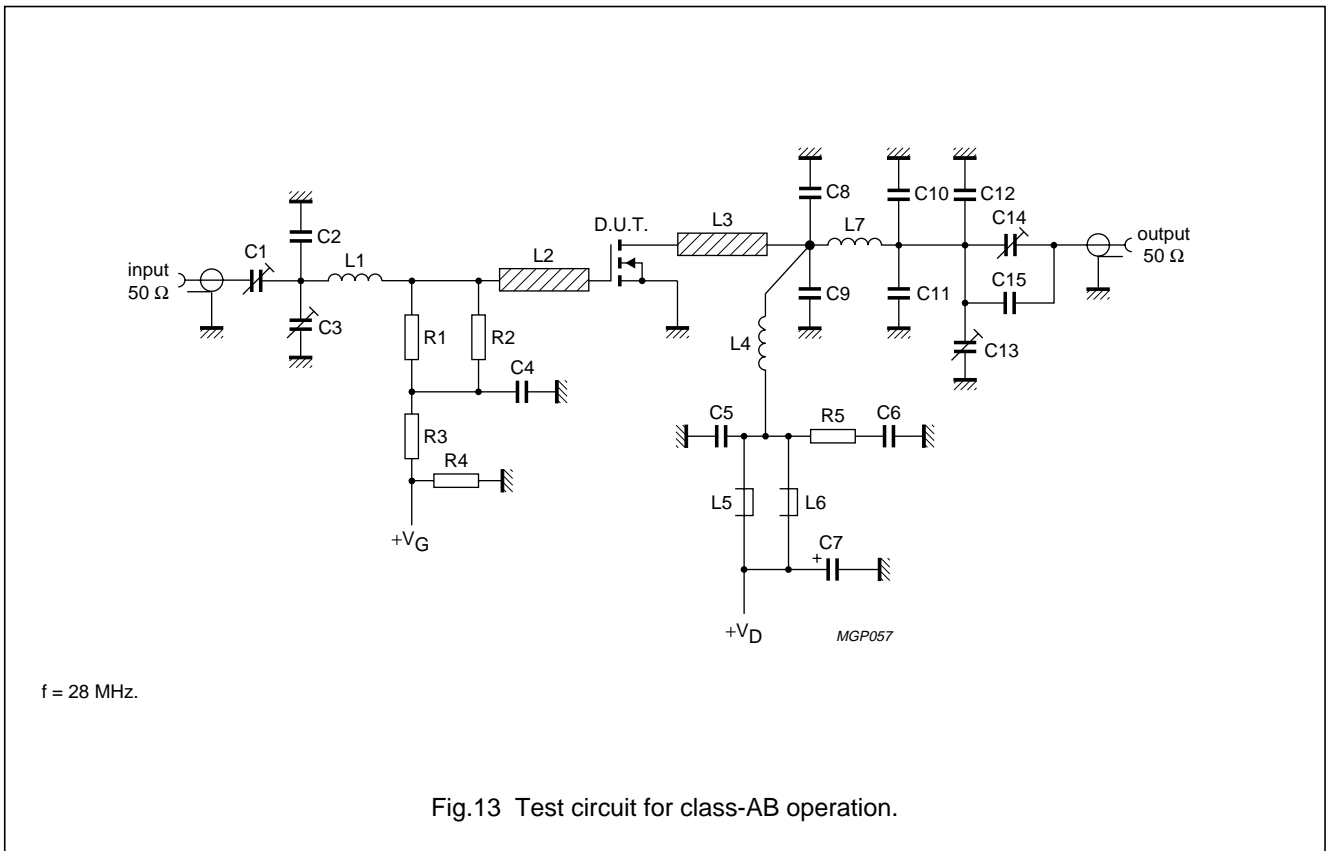 C8
C10
C12
D.U.T.
L3
L7
C14
C2
C1
L1
L2
input
50 Ω
output
50 Ω
C15
C3
C9
C11
R1
R2
L4
C13
C4
C5
R5
C6
R3
R4
L5
L6
+VG
C7
+
+VD
MGP057
f = 28 MHz.
Fig.13 Test circuit for class-AB operation.